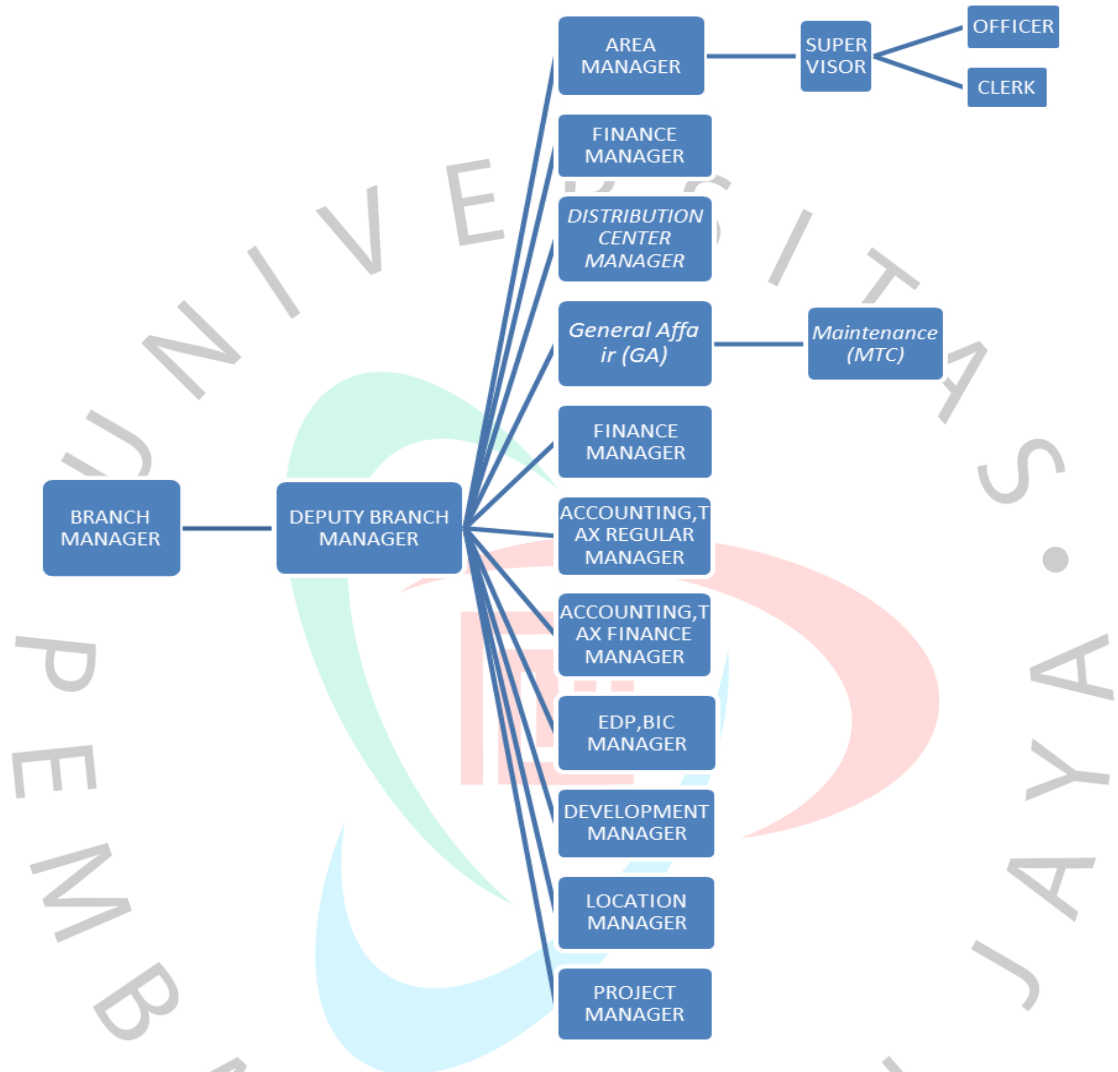 AREA
MANAGER
SUPER
VISOR
OFFICER
CLERK
FINANCE
MANAGER
DISTRIBUTION
CENTER
MANAGER
General Affa
ir (GA)
Maintenance
(MTC)
FINANCE
MANAGER
BRANCH
MANAGER
DEPUTY BRANCH
MANAGER
ACCOUNTING,T
AX REGULAR
MANAGER
ACCOUNTING,T
AX FINANCE
MANAGER
EDP,BIC
MANAGER
DEVELOPMENT
MANAGER
LOCATION
MANAGER
PROJECT
MANAGER
UNIVERSITAS
JAYA